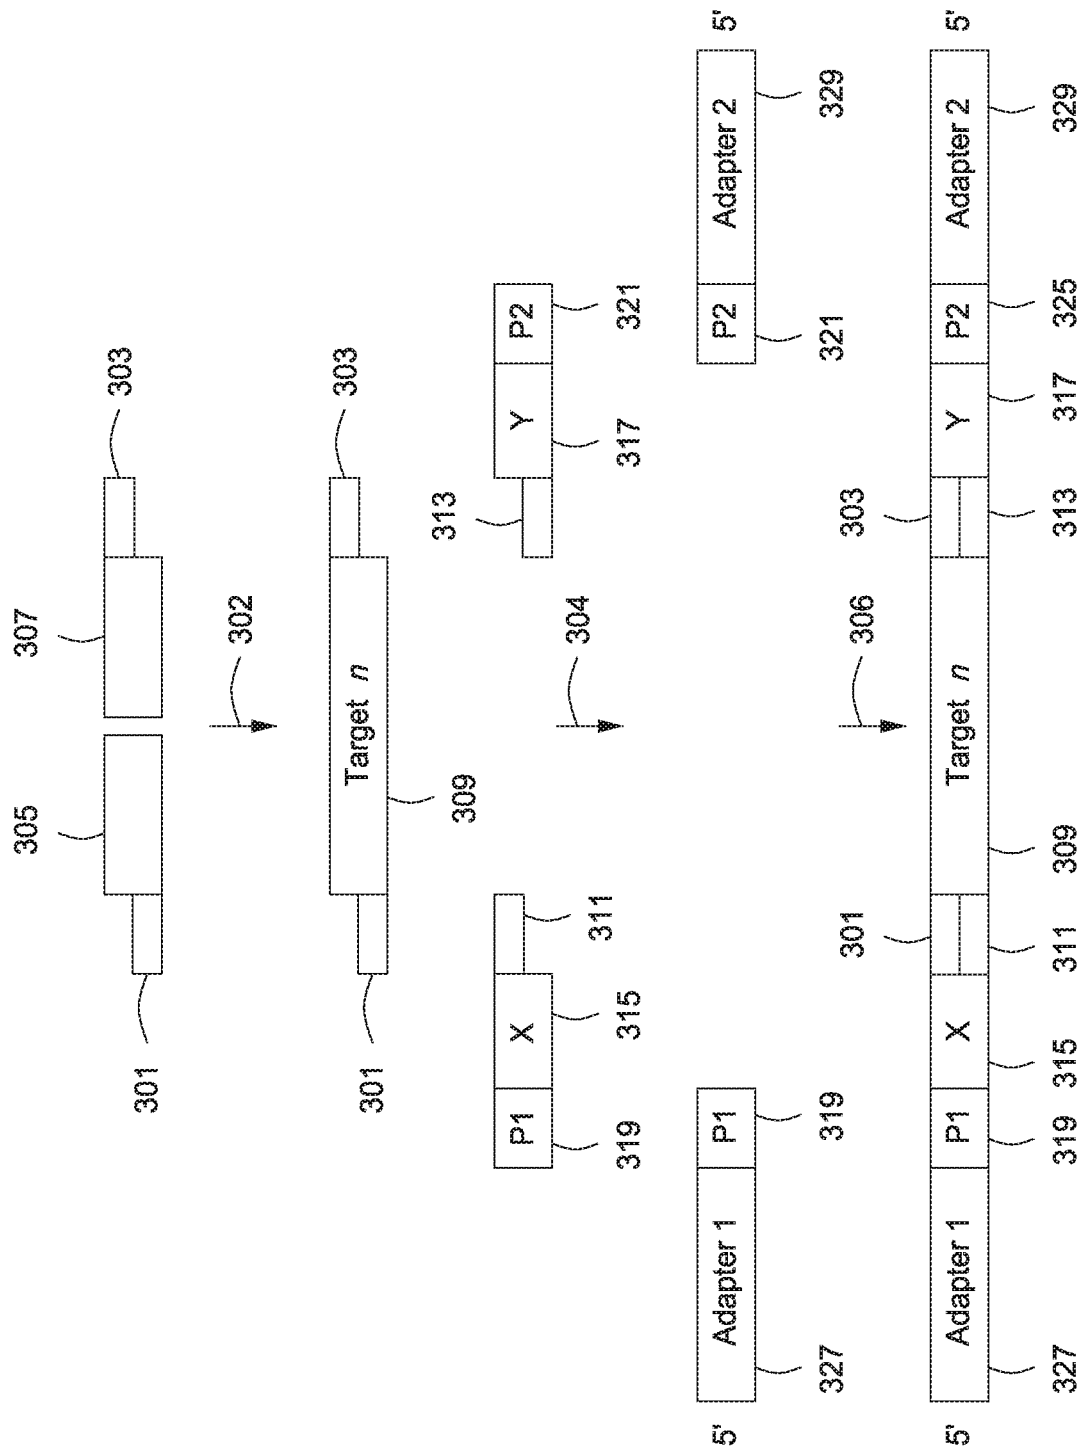 305 307
303
301
302
303
Target n
301
309
313
P1 X Y P2
304
311
319 315 317 321
5' Adapter 1 P1 P2 Adapter 2 5'
327 319 321 329
306
301 303
5' Adapter 1 P1 X Target n Y P2 Adapter 2 5'
327 319 315 311 309 313 317 325 329